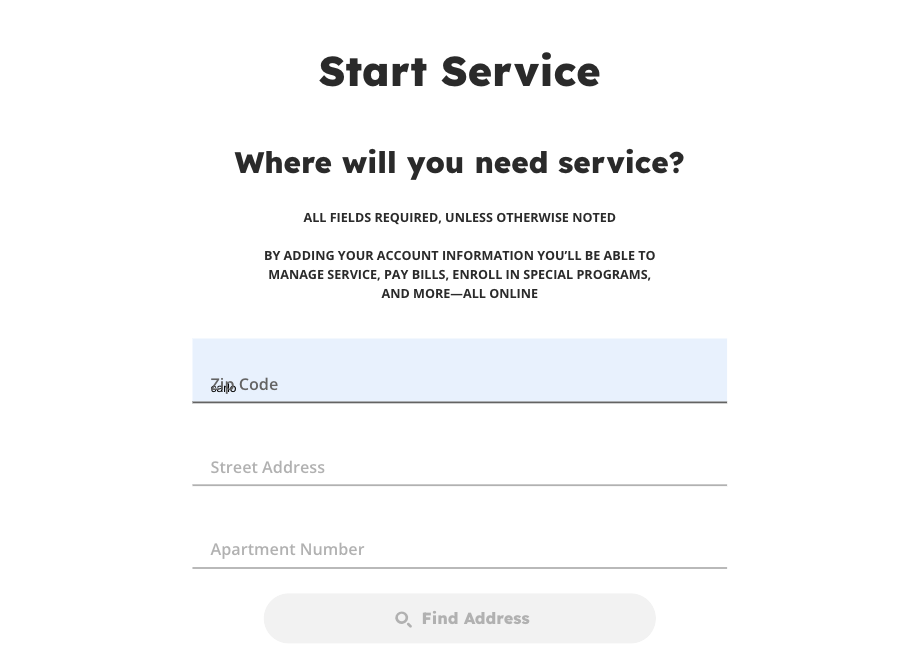 Start Service
Where will you need service?
ALL FIELDS REQUIRED, UNLESS OTHERWISE NOTED
BY ADDING YOUR ACCOUNT INFORMATION YOU’LL BE ABLE TO
MANAGE SERVICE, PAY BILLS, ENROLL IN SPECIAL PROGRAMS,
AND MORE—ALL ONLINE
Zip Code
Street Address
Apartment Number
Find Address